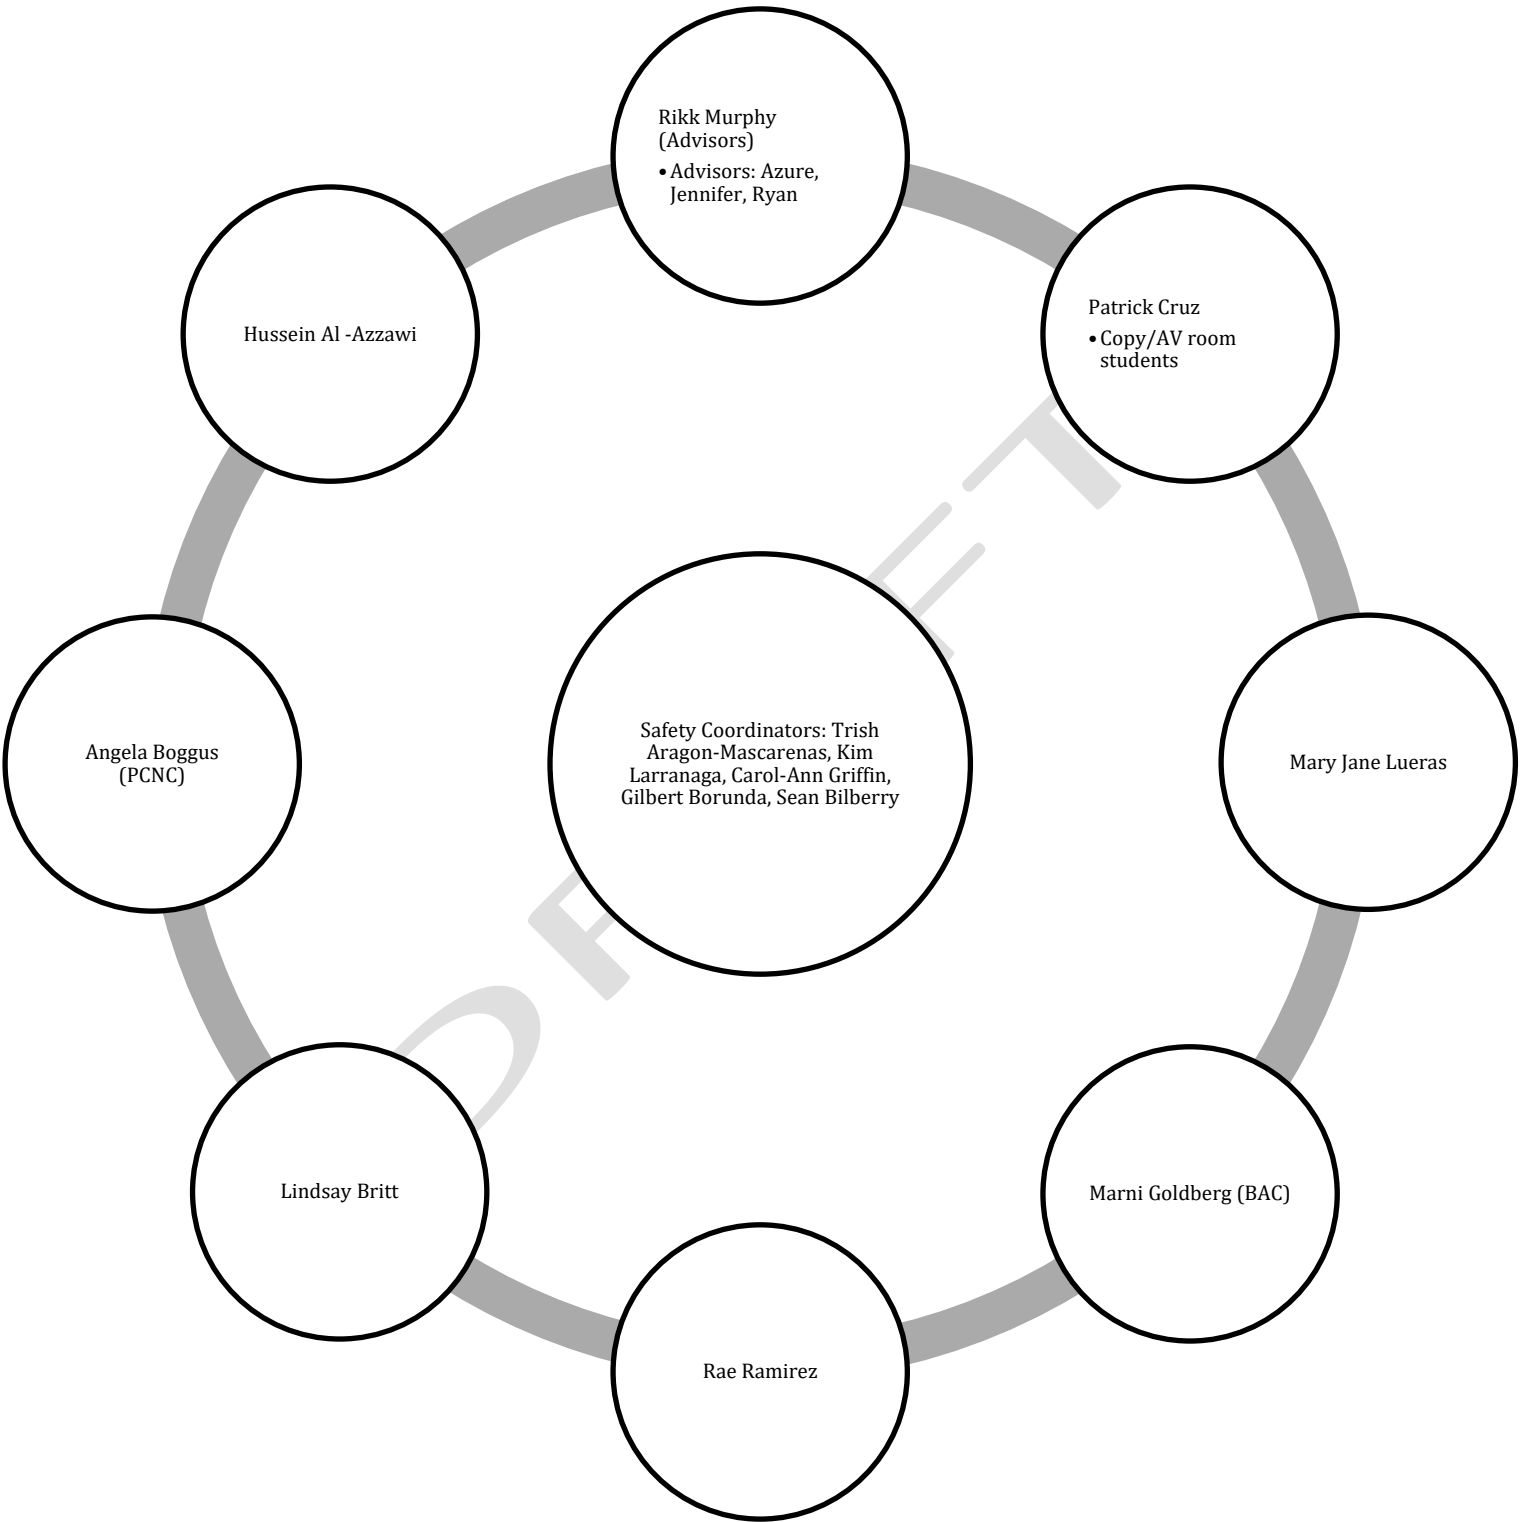 Rikk Murphy
(Advisors)
• Advisors: Azure,
Jennifer, Ryan
Patrick Cruz
• Copy/AV room
students
Hussein Al -Azzawi
Safety Coordinators: Trish
Aragon-Mascarenas, Kim
Larranaga, Carol-Ann Griffin,
Gilbert Borunda, Sean Bilberry
Angela Boggus
(PCNC)
Mary Jane Lueras
Lindsay Britt
Marni Goldberg (BAC)
Rae Ramirez